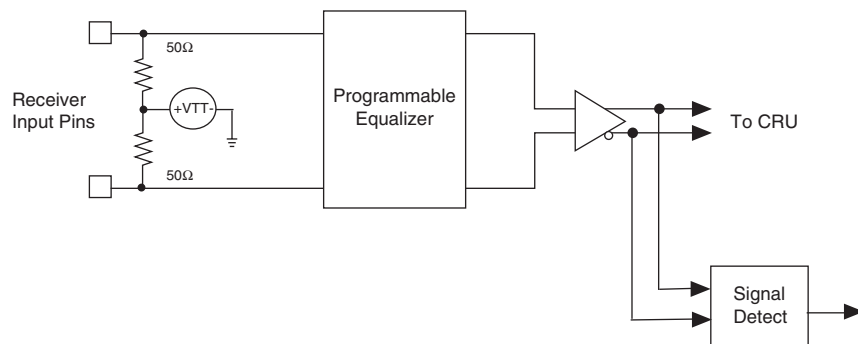 50Ω
Receiver
Input Pins
+VTT-
50Ω
Programmable
Equalizer
To CRU
Signal
Detect